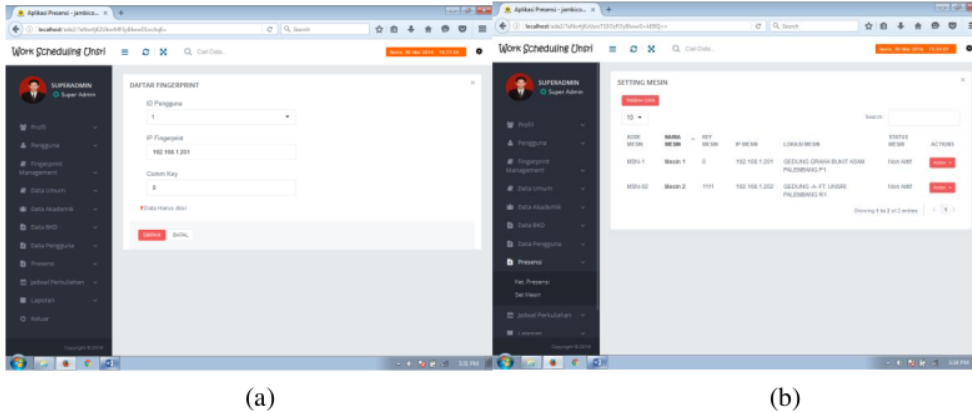 Aplikasi Presensi - jambico...
Search
Work Scheduling Unsri
Cari Data...
SUPERADMIN
Super Admin
Profil
Pengguna
Fingerprint
Management
Data Umum
Data Akademik
Data BKD
Data Pengguna
Presensi
Jadwal Perkuliahan
Laporan
Keluar
Copyright © 2016
DAFTAR FINGERPRINT
ID Pengguna
1
IP Fingerprint
192.168.1.201
Comm Key
0
Data Harus diisi
BATAL
(a)
Aplikasi Presensi - jambico...
Search
Work Scheduling Unsri
Cari Data...
SUPERADMIN
Super Admin
Profil
Pengguna
Fingerprint
Management
Data Umum
Data Akademik
Data BKD
Data Pengguna
Presensi
Ket. Presensi
Set Mesin
Jadwal Perkuliahan
Laporan
Copyright © 2016
SETTING MESIN
10
Search:
KODE MESIN NAMA MESIN KEY MESIN IP MESIN LOKASI MESIN STATUS MESIN ACTIONS
MSN-1 Mesin 1 0 192.168.1.201 GEDUNG GRAHA BUKIT ASAM PALEMBANG P1 Non Aktif
MSN-02 Mesin 2 1111 192.168.1.202 GEDUNG -A- FT UNSRI PALEMBANG R1 Non Aktif
Showing 1 to 2 of 2 entries
1
(b)